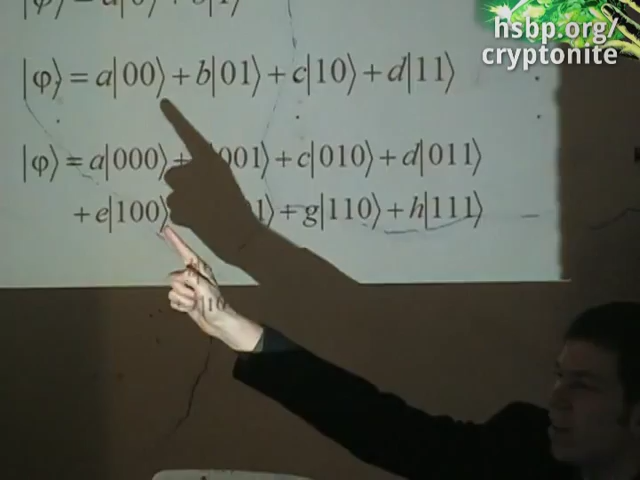 hsbp.org/
cryptonite
|φ⟩ = a|00⟩ + b|01⟩ + c|10⟩ + d|11⟩
|φ⟩ = a|000⟩ + |001⟩ + c|010⟩ + d|011⟩
+ e|100⟩ 1⟩ + g|110⟩ + h|111⟩